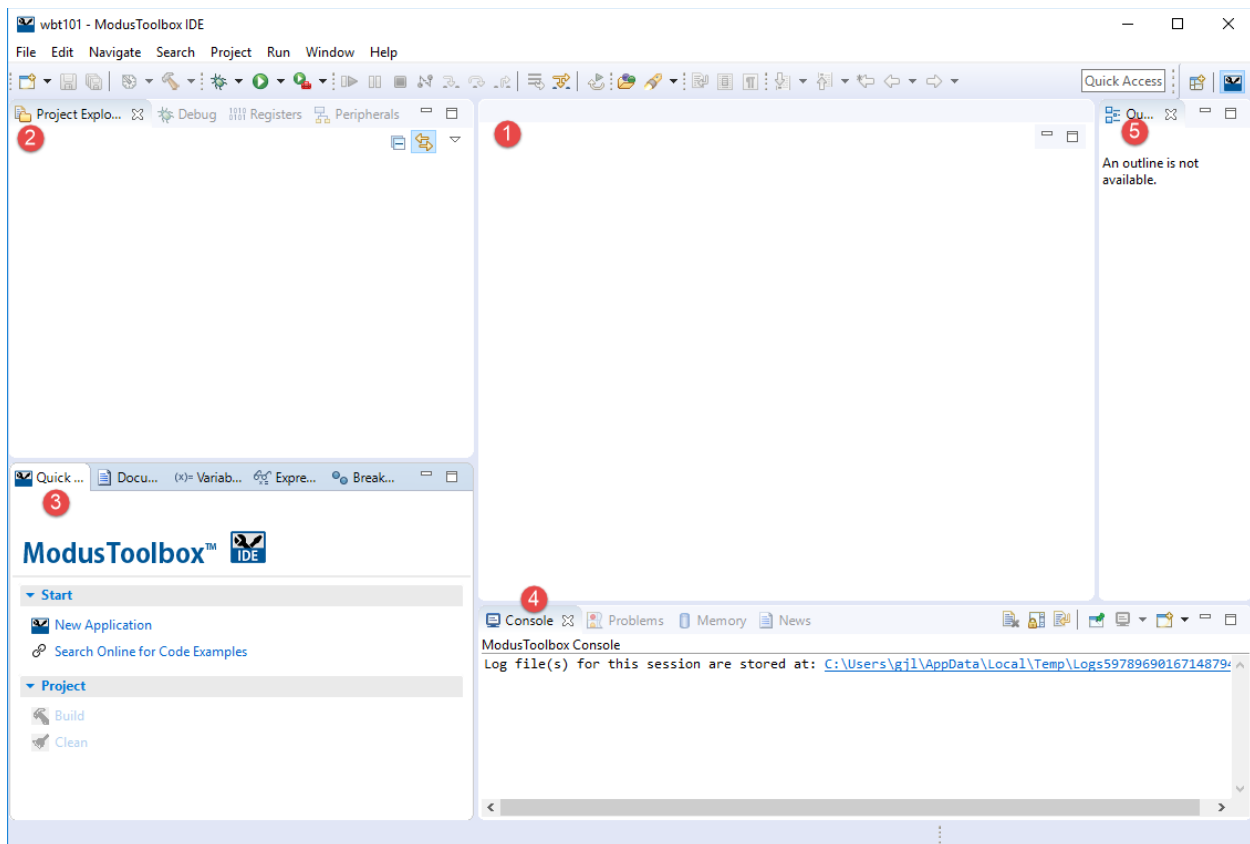 wbt101 - ModusToolbox IDE
File Edit Navigate Search Project Run Window Help
Quick Access
Project Explo... Debug Registers Peripherals
2
1
Ou...
5
An outline is not
available.
Quick ... Docu... (x)= Variab... Expre... Break...
3
ModusToolbox™ IDE
Start
New Application
Search Online for Code Examples
Project
Build
Clean
4
Console Problems Memory News
ModusToolbox Console
Log file(s) for this session are stored at: C:\Users\gjl\AppData\Local\Temp\Logs5978969016714879